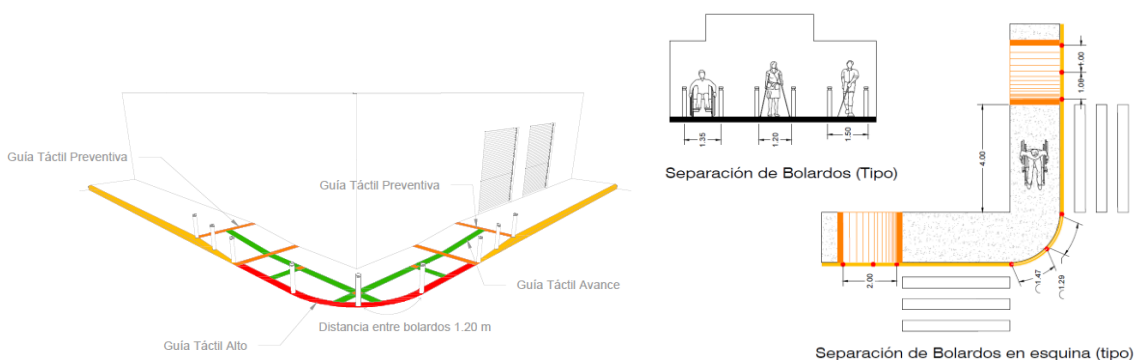 Guía Táctil Preventiva
Guía Táctil Preventiva
Guía Táctil Avance
Distancia entre bolardos 1.20 m
Guía Táctil Alto
1.35
1.20
1.50
Separación de Bolardos (Tipo)
1.00
1.08
4.00
2.00
1.47
1.29
Separación de Bolardos en esquina (tipo)